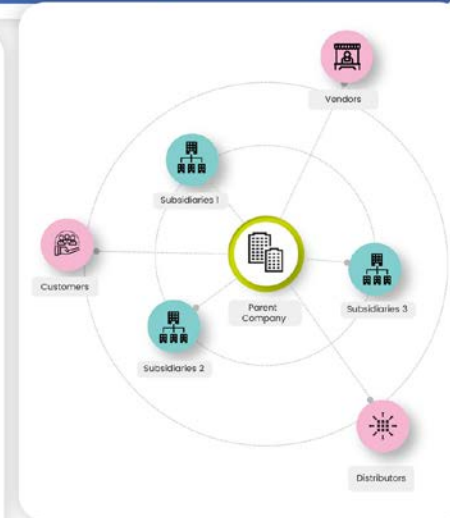 Vendors
Subsidiaries 1
Customers
Parent
Company
Subsidiaries 3
Subsidiaries 2
Distributors